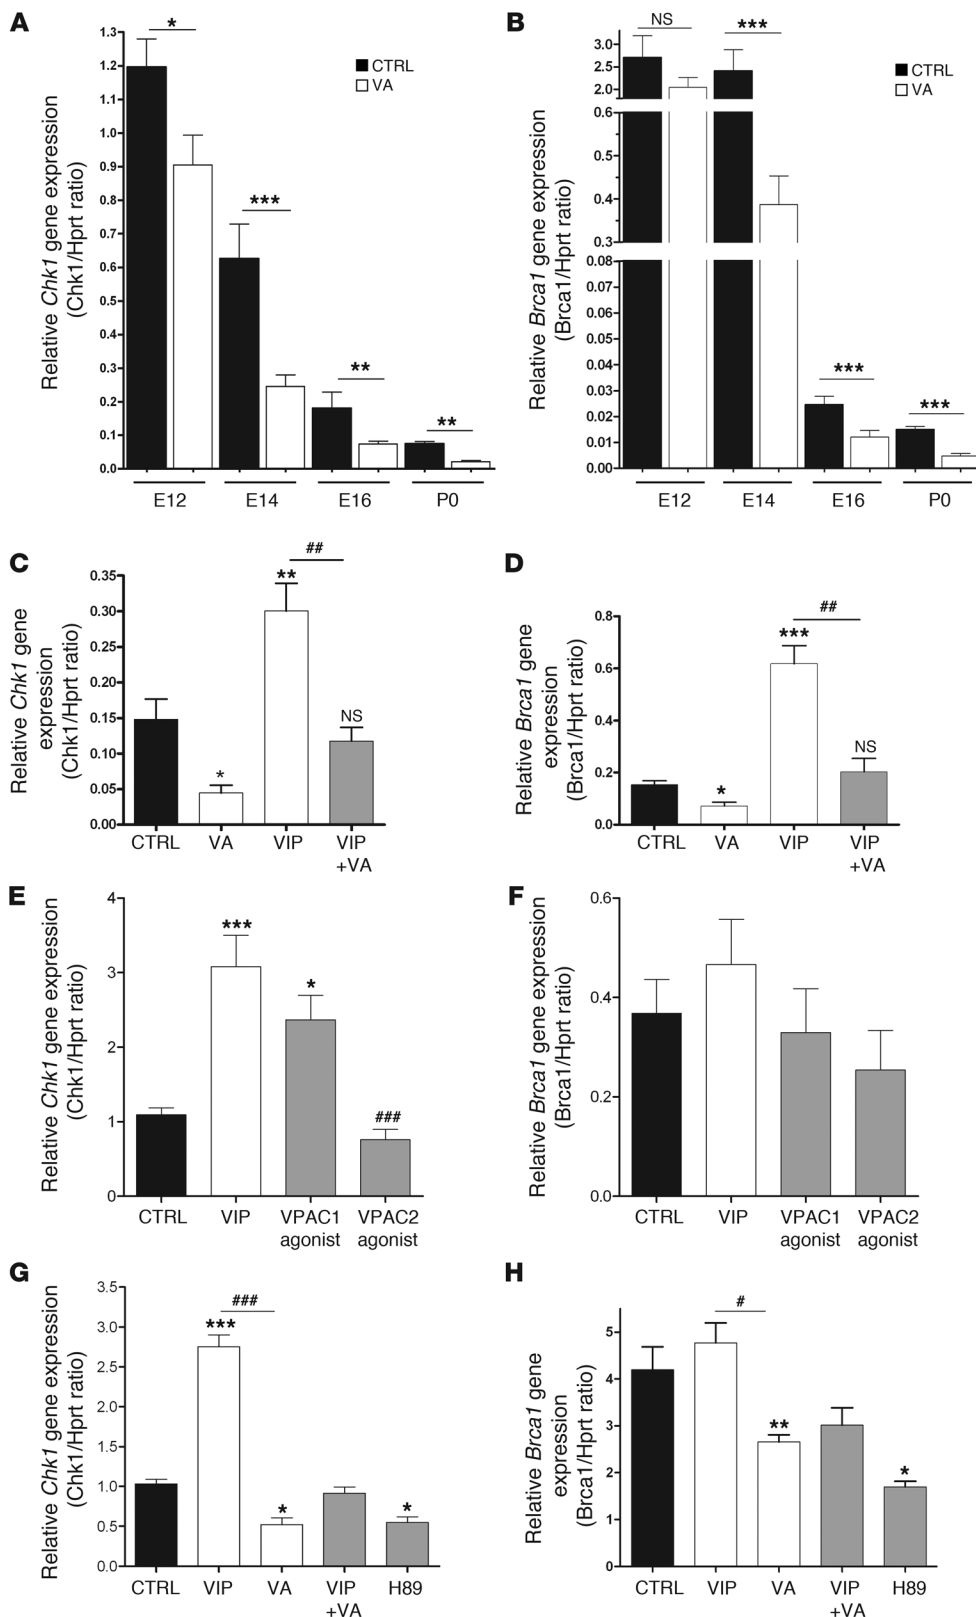 A
Relative Chk1 gene expression
(Chk1/Hprt ratio)
1.3
1.2
1.1
1.0
0.9
0.8
0.7
0.6
0.5
0.4
0.3
0.2
0.1
0.0
*
***
**
**
CTRL
VA
E12 E14 E16 P0
B
Relative Brca1 gene expression
(Brca1/Hprt ratio)
3.0
2.5
2.0
0.6
0.5
0.4
0.3
0.08
0.07
0.06
0.05
0.04
0.03
0.02
0.01
0.00
NS
***
***
***
CTRL
VA
E12 E14 E16 P0
C
Relative Chk1 gene
expression
(Chk1/Hprt ratio)
0.35
0.30
0.25
0.20
0.15
0.10
0.05
0.00
##
**
*
NS
CTRL VA VIP VIP
+VA
D
Relative Brca1 gene
expression
(Brca1/Hprt ratio)
0.8
0.6
0.4
0.2
0.0
##
***
*
NS
CTRL VA VIP VIP
+VA
E
Relative Chk1 gene expression
(Chk1/Hprt ratio)
4
3
2
1
0
***
*
###
CTRL VIP VPAC1 VPAC2
agonist agonist
F
Relative Brca1 gene expression
(Brca1/Hprt ratio)
0.6
0.4
0.2
0.0
CTRL VIP VPAC1 VPAC2
agonist agonist
G
Relative Chk1 gene expression
(Chk1/Hprt ratio)
3.5
3.0
2.5
2.0
1.5
1.0
0.5
0.0
###
***
*
*
CTRL VIP VA VIP H89
+VA
H
Relative Brca1 gene
expression
(Brca1/Hprt ratio)
5
4
3
2
1
0
#
**
*
CTRL VIP VA VIP H89
+VA